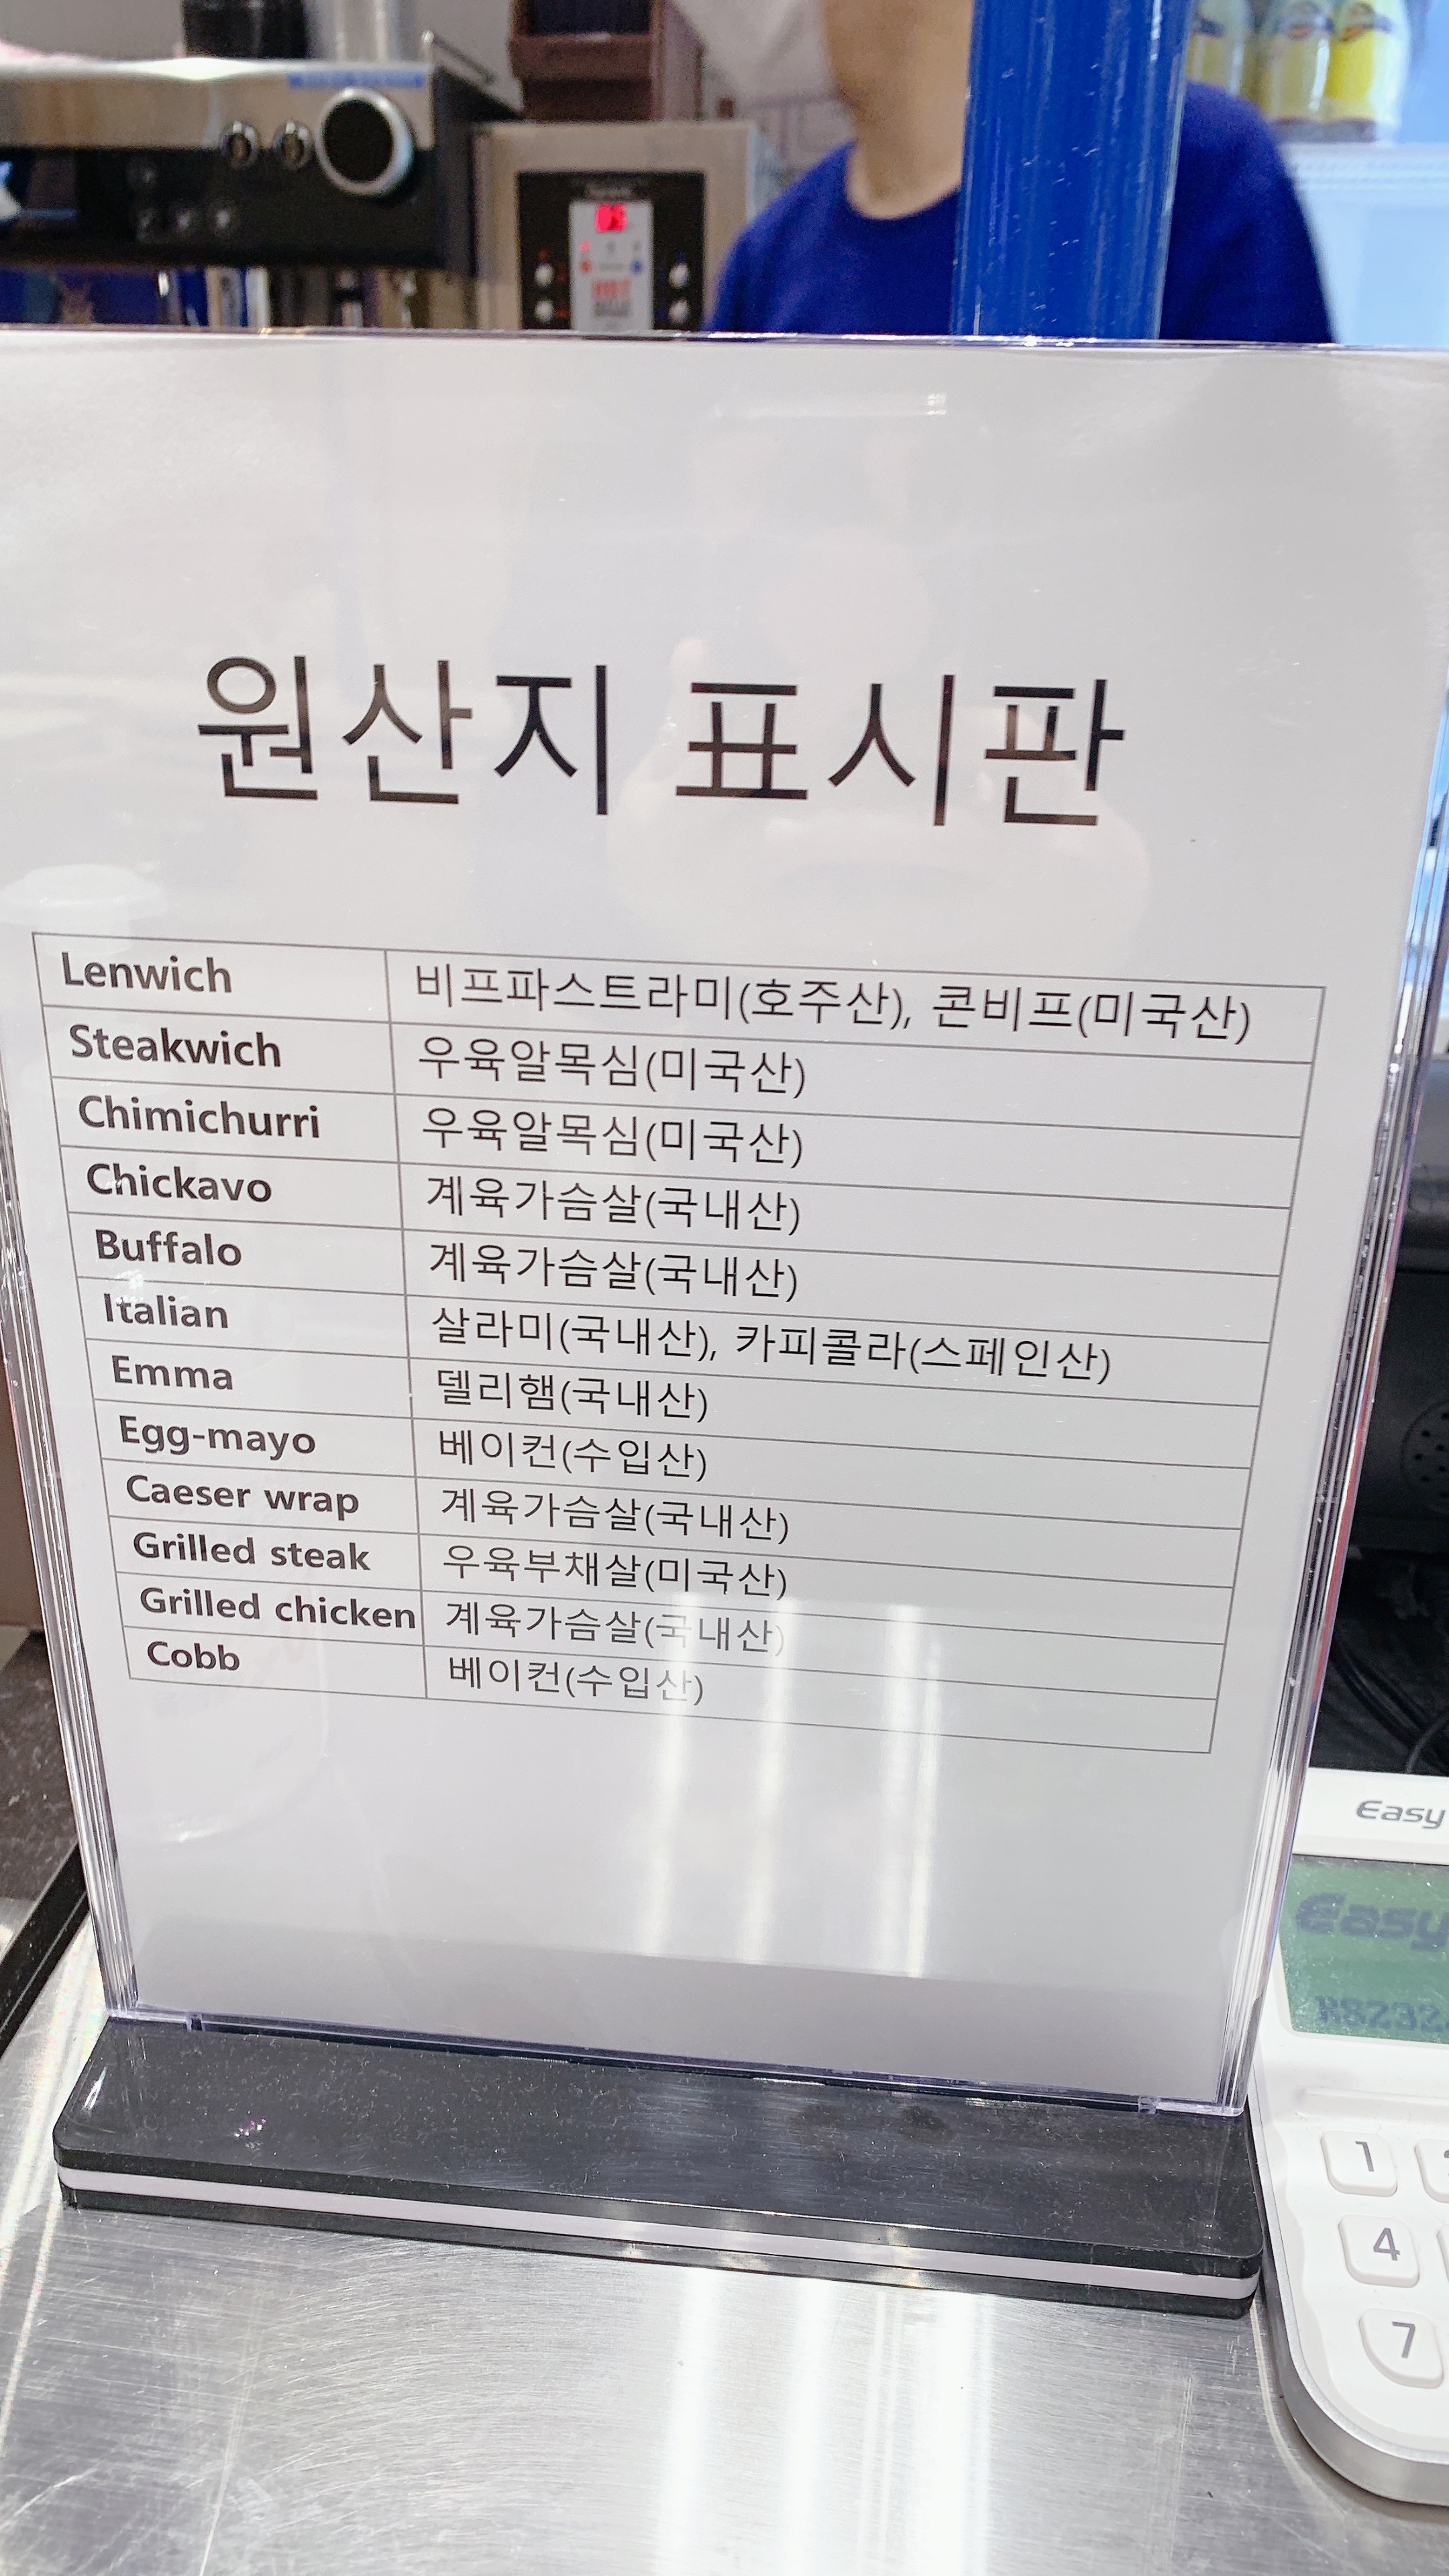 원산지 표시판
Lenwich 비프파스트라미(호주산), 콘비프(미국산)
Steakwich 우육알목심(미국산)
Chimichurri 우육알목심(미국산)
Chickavo 계육가슴살(국내산)
Buffalo 계육가슴살(국내산)
Italian 살라미(국내산), 카피콜라(스페인산)
Emma 델리햄(국내산)
Egg-mayo 베이컨(수입산)
Caeser wrap 계육가슴살(국내산)
Grilled steak 우육부채살(미국산)
Grilled chicken 계육가슴살(국내산)
Cobb 베이컨(수입산)
Easy
Easy
1
4
7